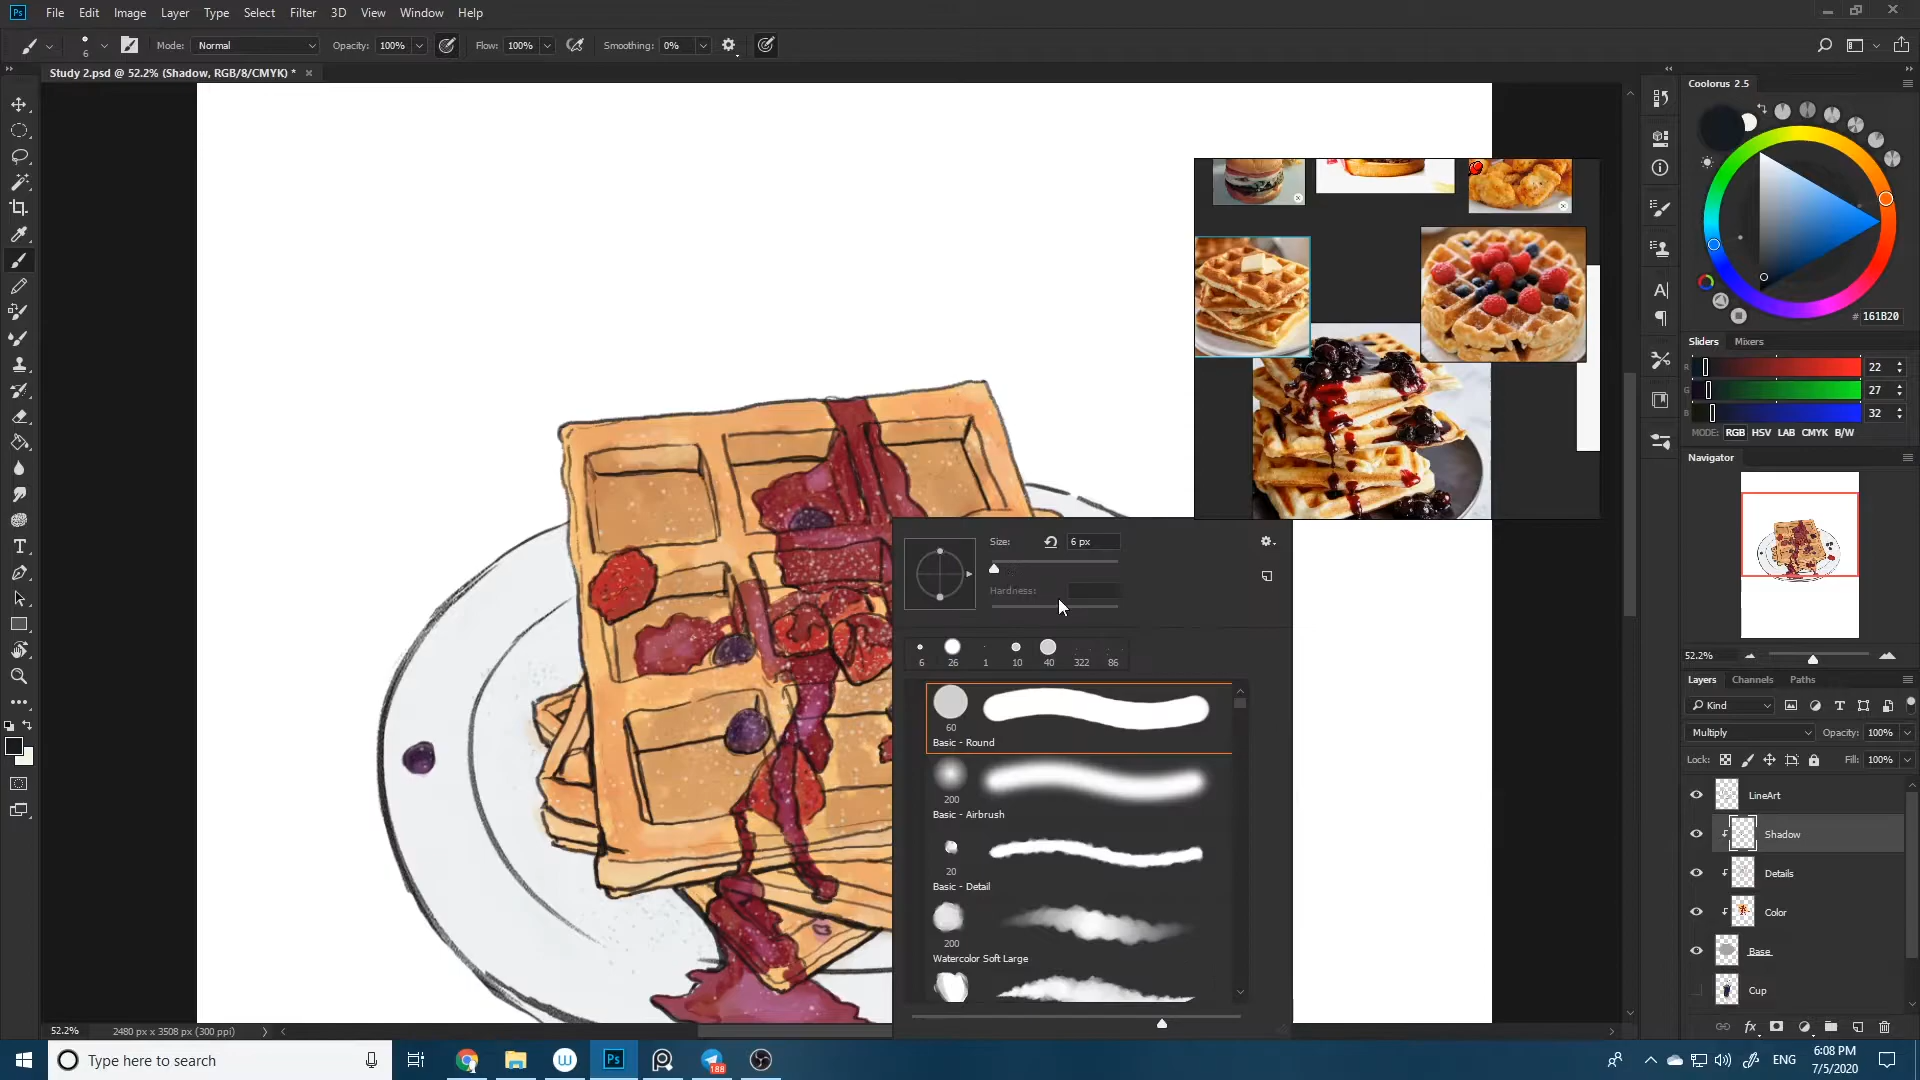 Ps File Edit Image Layer Type Select Filter 3D View Window Help
6 Mode: Normal Opacity: 100% Flow: 100% Smoothing: 0%
Study 2.psd @ 52.2% (Shadow, RGB/8/CMYK) *
Coolorus 2.5
# 161B20
Sliders Mixers
R 22
G 27
B 32
MODE: RGB HSV LAB CMYK B/W
Navigator
52.2%
Layers Channels Paths
Kind
Multiply Opacity: 100%
Lock: Fill: 100%
LineArt
Shadow
Details
Color
Base
Cup
Size: 6 px
Hardness:
6 26 1 10 40 322 86
60
Basic - Round
200
Basic - Airbrush
20
Basic - Detail
200
Watercolor Soft Large
52.2% 2480 px x 3508 px (300 ppi)
Type here to search
Ps
188
ENG
6:08 PM
7/5/2020